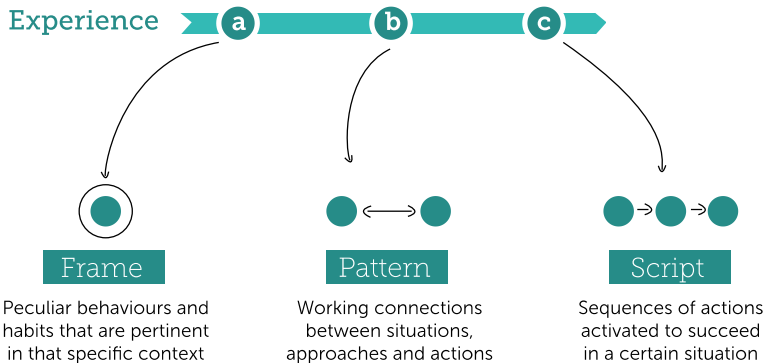 Experience
a
b
c
Frame
Peculiar behaviours and
habits that are pertinent
in that specific context
Pattern
Working connections
between situations,
approaches and actions
Script
Sequences of actions
activated to succeed
in a certain situation